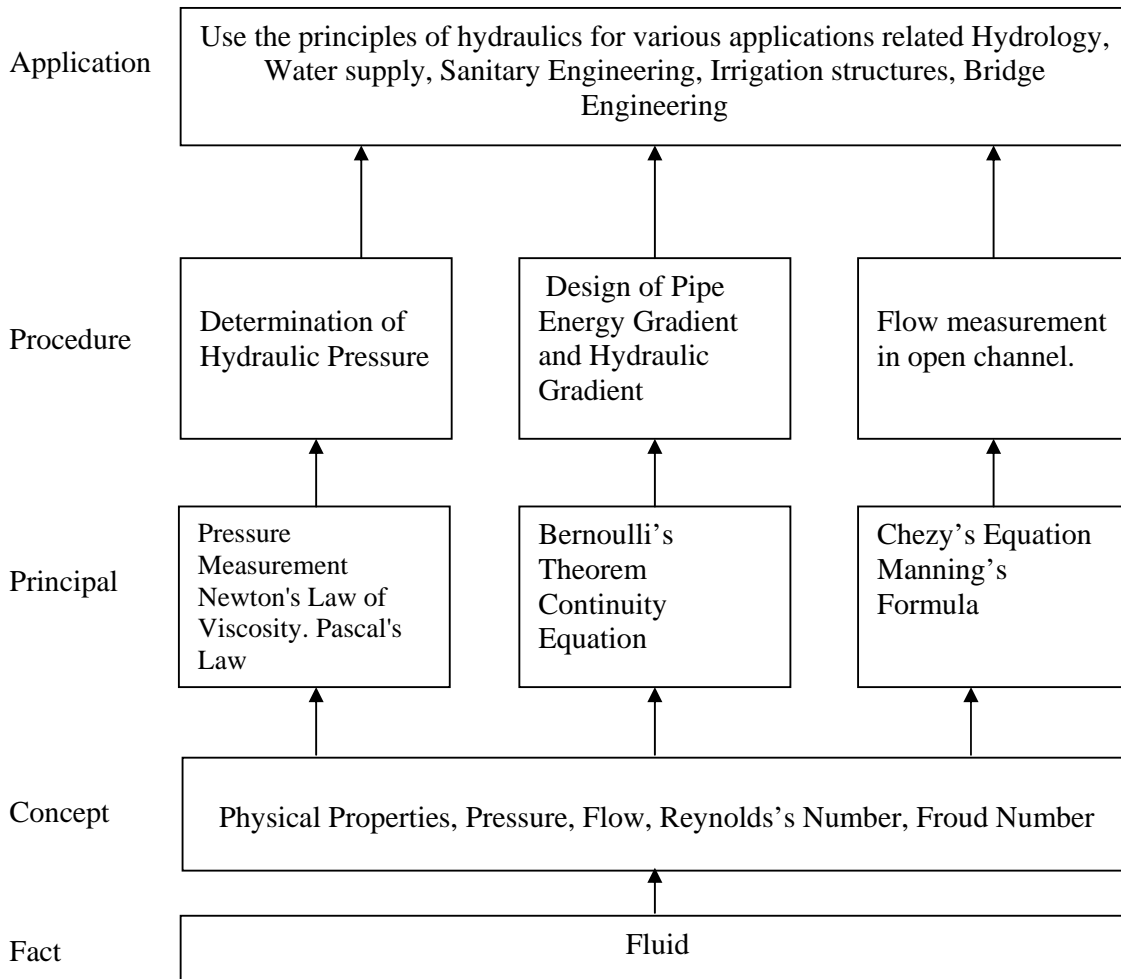 Application
Use the principles of hydraulics for various applications related Hydrology,
Water supply, Sanitary Engineering, Irrigation structures, Bridge
Engineering
Procedure
Determination of
Hydraulic Pressure
Design of Pipe
Energy Gradient
and Hydraulic
Gradient
Flow measurement
in open channel.
Principal
Pressure
Measurement
Newton's Law of
Viscosity. Pascal's
Law
Bernoulli’s
Theorem
Continuity
Equation
Chezy’s Equation
Manning’s
Formula
Concept
Physical Properties, Pressure, Flow, Reynolds’s Number, Froud Number
Fact
Fluid